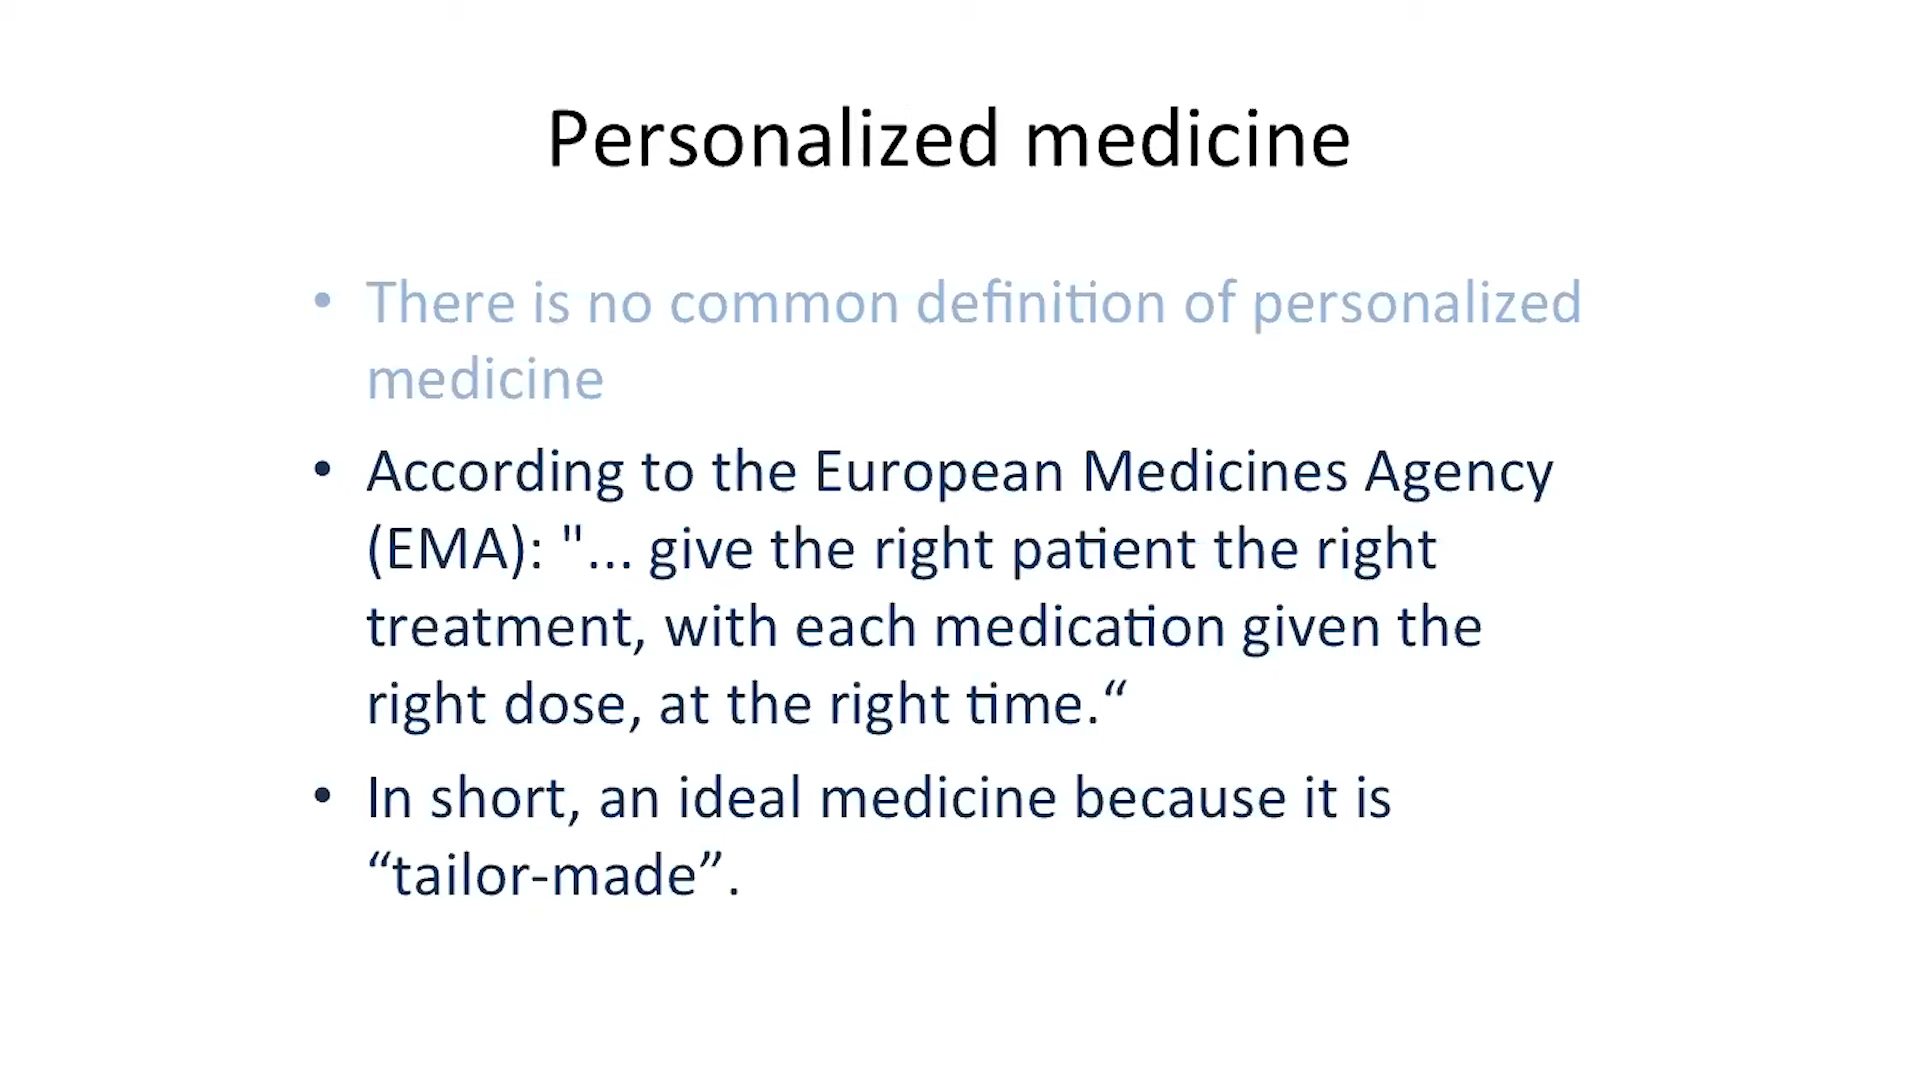 Personalized medicine
• There is no common definition of personalized
medicine
• According to the European Medicines Agency
(EMA): "... give the right patient the right
treatment, with each medication given the
right dose, at the right time.“
• In short, an ideal medicine because it is
“tailor-made”.